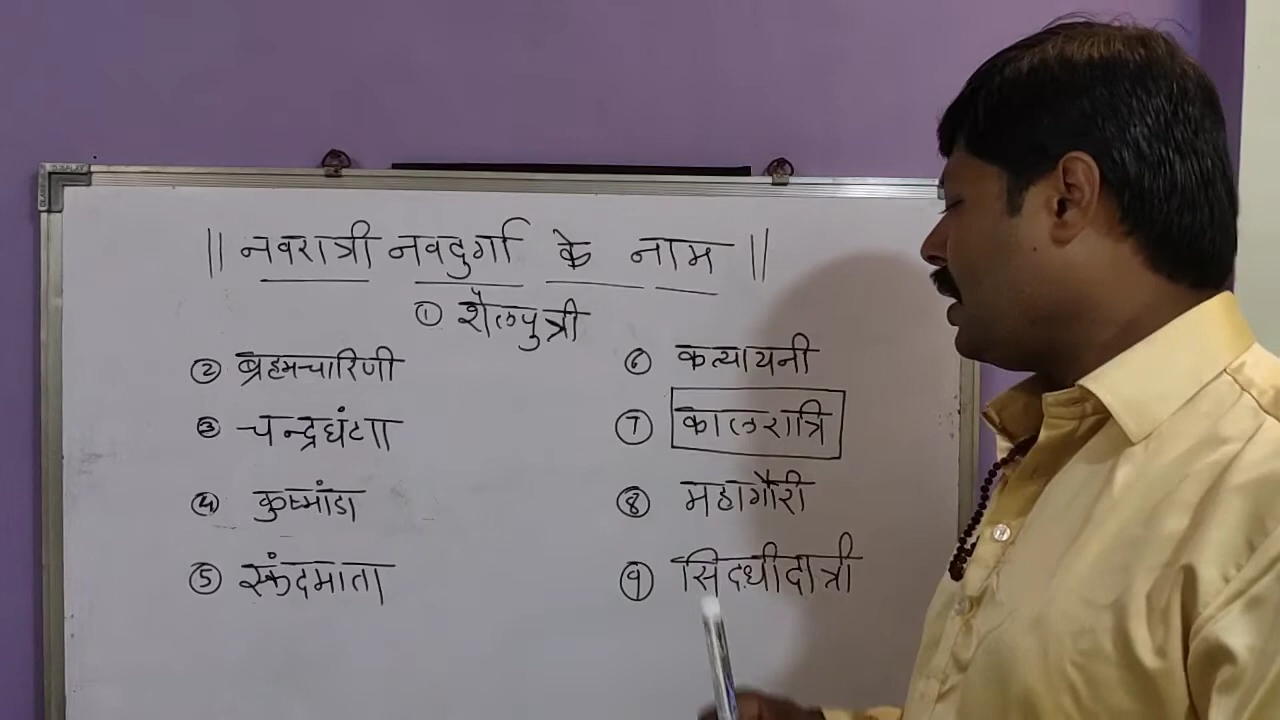 || नवरात्री नवदुर्गा के नाम ||
① शैलपुत्री
② ब्रह्मचारिणी
③ चन्द्रघंटा
④ कुष्मांडा
⑤ स्कंदमाता
⑥ कत्यायनी
⑦ कालरात्रि
⑧ महागौरी
⑨ सिद्धीदात्री